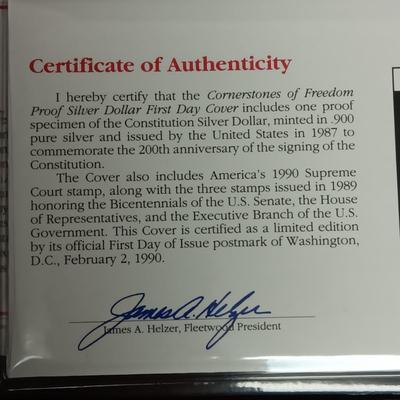 Certificate of Authenticity
I hereby certify that the Cornerstones of Freedom
Proof Silver Dollar First Day Cover includes one proof
specimen of the Constitution Silver Dollar, minted in .900
pure silver and issued by the United States in 1987 to
commemorate the 200th anniversary of the signing of the
Constitution.
The Cover also includes America's 1990 Supreme
Court stamp, along with the three stamps issued in 1989
honoring the Bicentennials of the U.S. Senate, the House
of Representatives, and the Executive Branch of the U.S.
Government. This Cover is certified as a limited edition
by its official First Day of Issue postmark of Washington,
D.C., February 2, 1990.
James A. Helzer
James A. Helzer, Fleetwood President